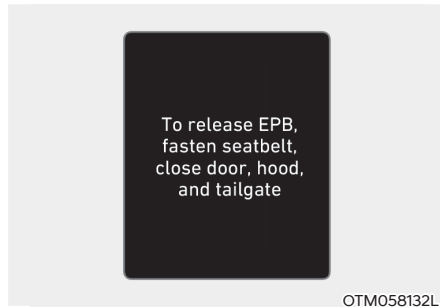 To release EPB,
fasten seatbelt,
close door, hood,
and tailgate
OTM058132L